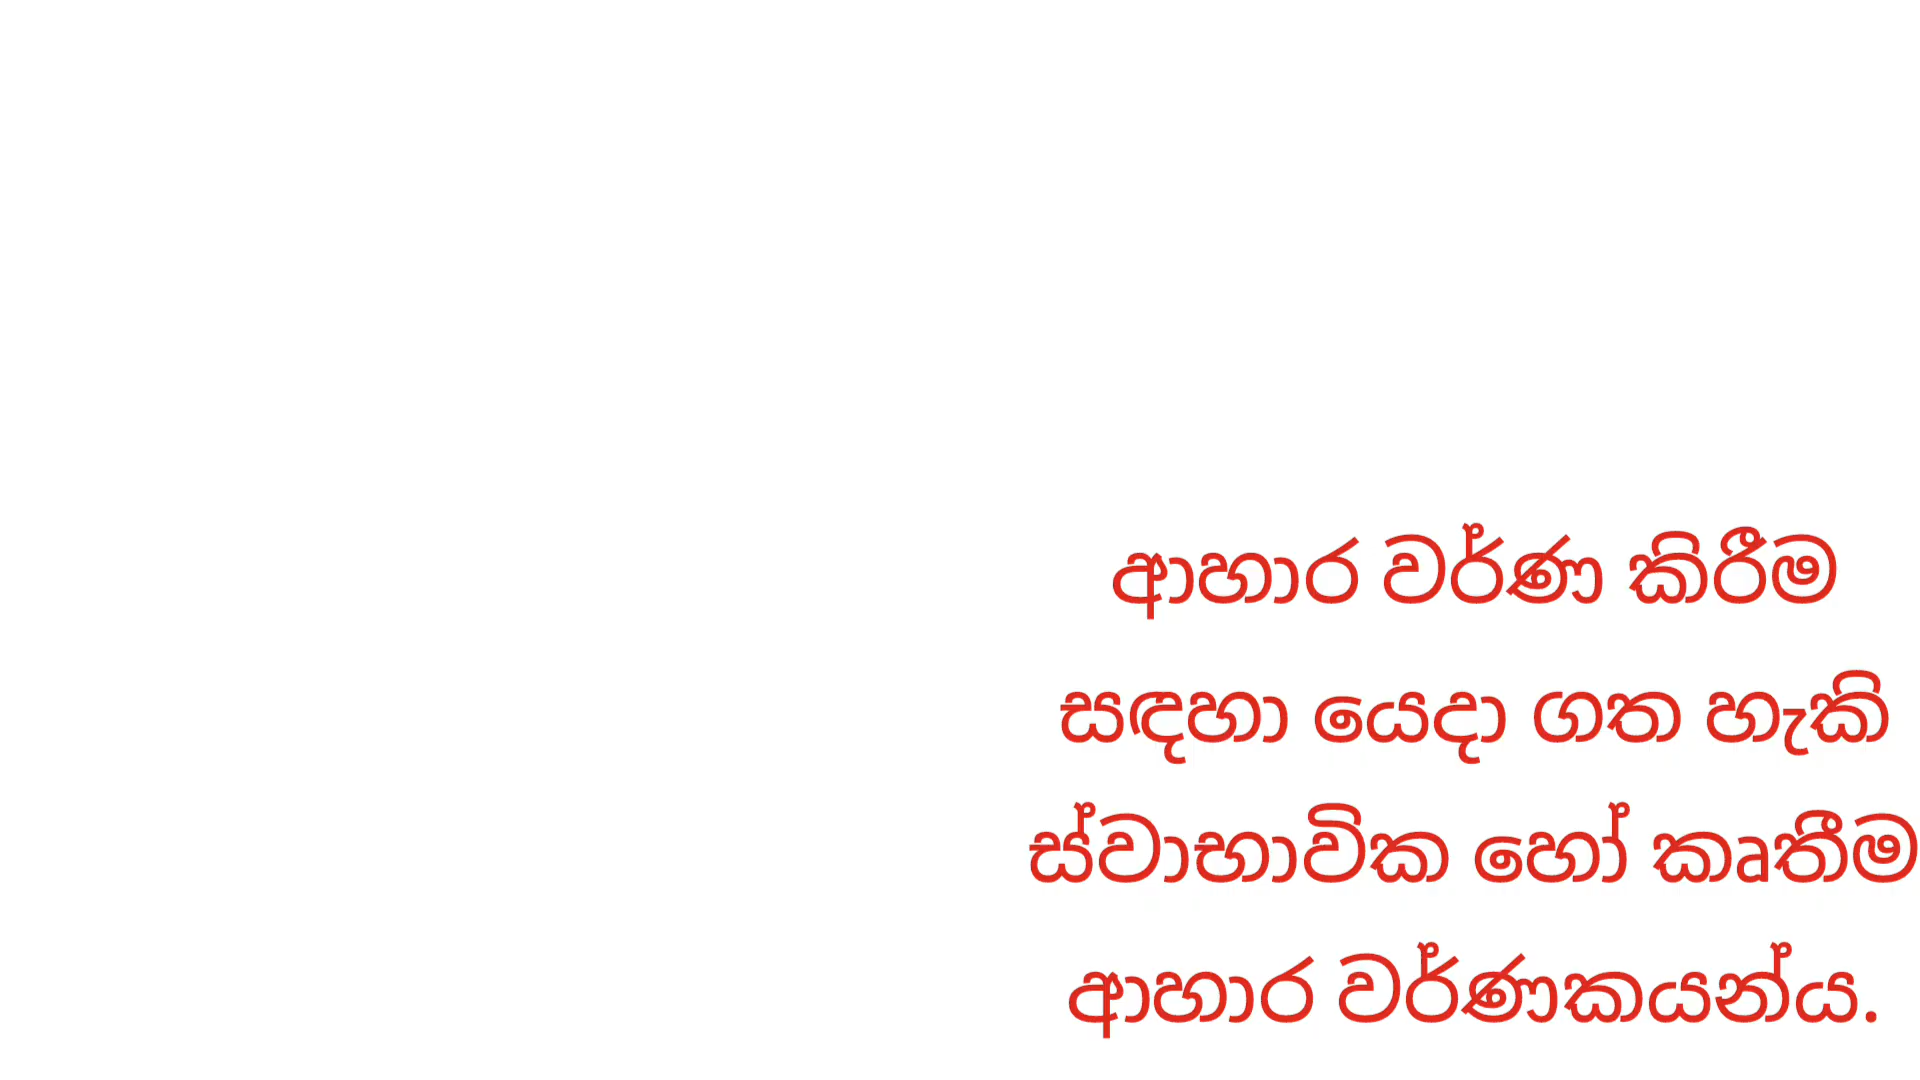 ආහාර වර්ණ කිරීම
සඳහා යෙදා ගත හැකි
ස්වාභාවික හෝ කෘතීම
ආහාර වර්ණකයන්ය.